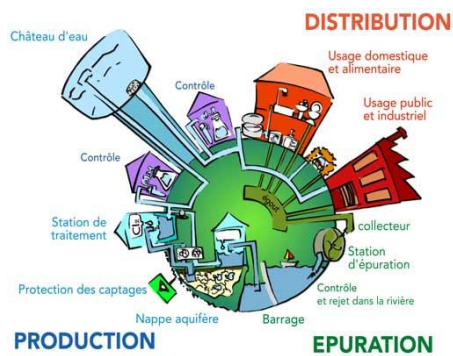 DISTRIBUTION
Château d'eau
Usage domestique
et alimentaire
Contrôle
Usage public
et industriel
Contrôle
égout
Station de
traitement
collecteur
Station
d'épuration
Protection des captages
Contrôle
et rejet dans la rivière
Nappe aquifère
Barrage
PRODUCTION
EPURATION